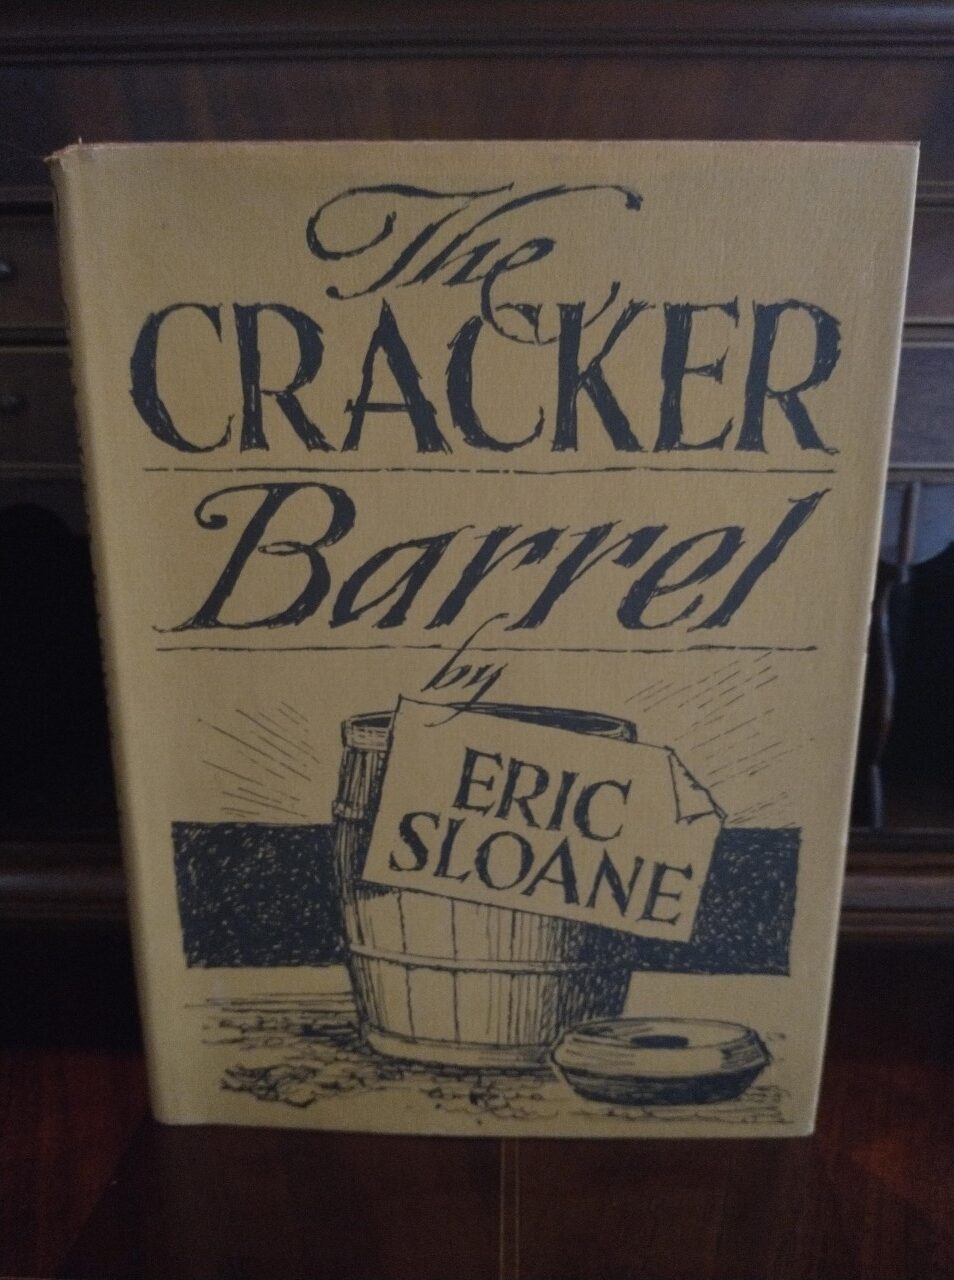 The
CRACKER
Barrel
by
ERIC
SLOANE